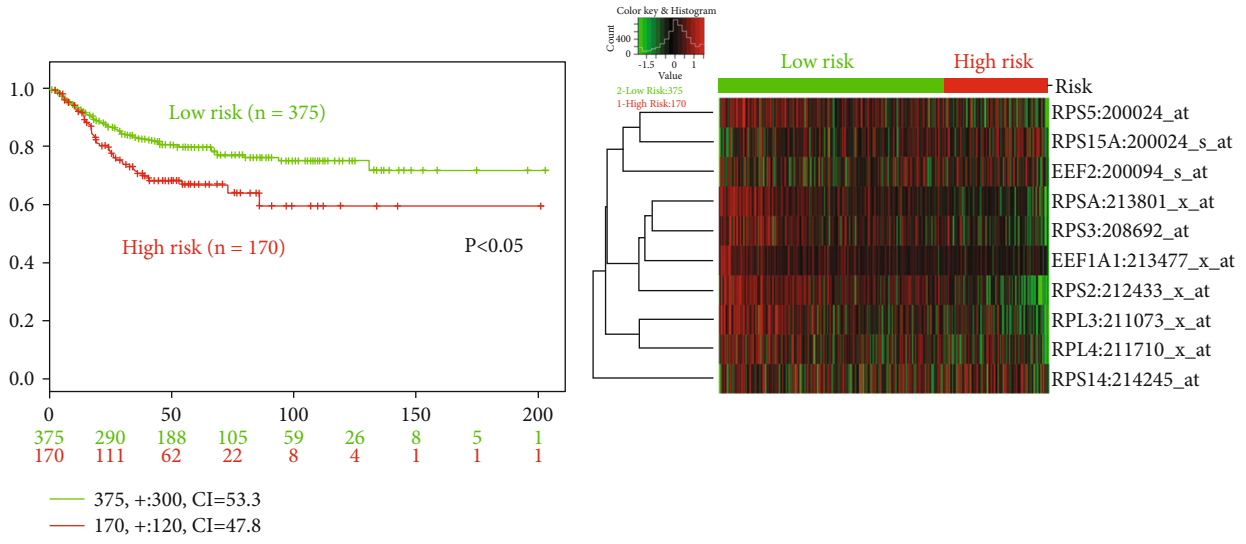 1.0
0.8
0.6
0.4
0.2
0.0
Low risk (n = 375)
High risk (n = 170)
P<0.05
0 50 100 150 200
375 290 188 105 59 26 8 5 1
170 111 62 22 8 4 1 1 1
375, +:300, CI=53.3
170, +:120, CI=47.8
Color key & Histogram
Count
400
0
-1.5 0 1
Value
2-Low Risk:375
1-High Risk:170
Low risk High risk
Risk
RPS5:200024_at
RPS15A:200024_s_at
EEF2:200094_s_at
RPSA:213801_x_at
RPS3:208692_at
EEF1A1:213477_x_at
RPS2:212433_x_at
RPL3:211073_x_at
RPL4:211710_x_at
RPS14:214245_at